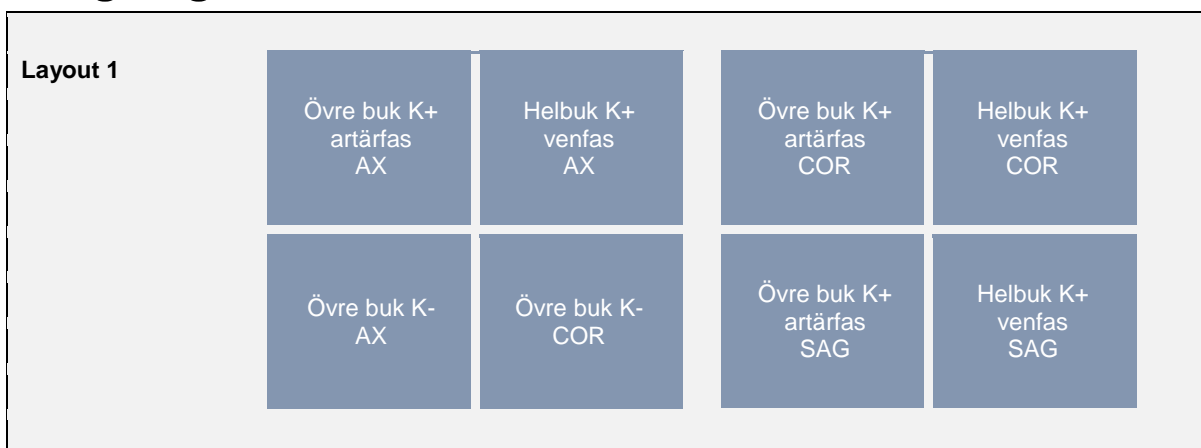 Layout 1
Övre buk K+
artärfas
AX
Helbuk K+
venfas
AX
Övre buk K+
artärfas
COR
Helbuk K+
venfas
COR
Övre buk K-
AX
Övre buk K-
COR
Övre buk K+
artärfas
SAG
Helbuk K+
venfas
SAG